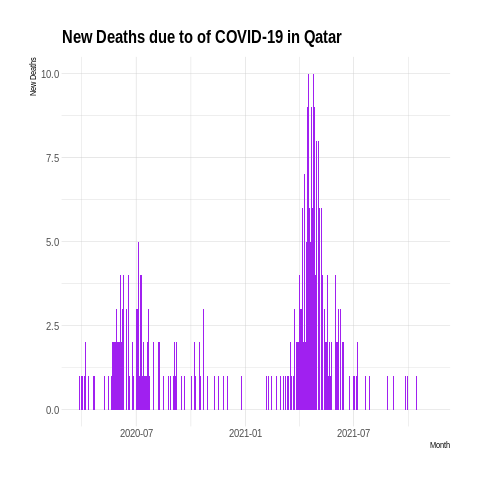 New Deaths due to of COVID-19 in Qatar
New Deaths
10.0
7.5
5.0
2.5
0.0
2020-07
2021-01
2021-07
Month